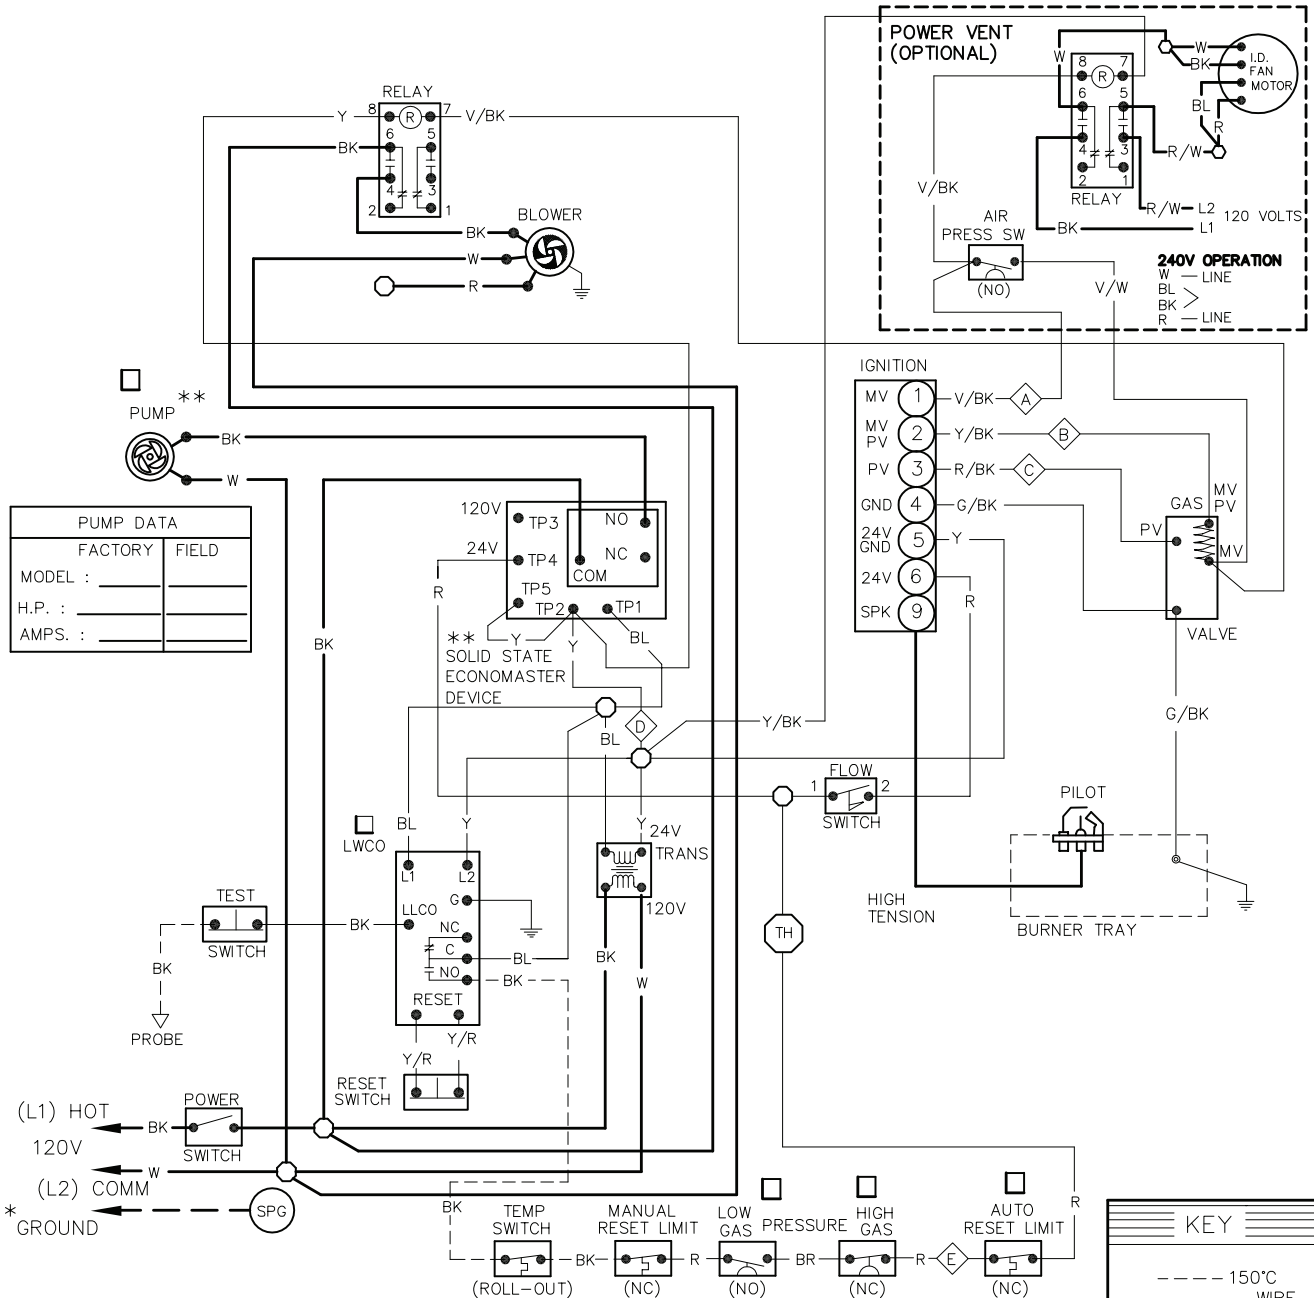 POWER VENT
(OPTIONAL)
W
8
7
R
6
5
4
3
2
1
RELAY
W
BK
BL
R
I.D.
FAN
MOTOR
R/W
R/W
L2
L1
120 VOLTS
BK
V/BK
AIR
PRESS SW
(NO)
V/W
240V OPERATION
W — LINE
BL
BK
R — LINE
RELAY
Y
8
R
7
V/BK
BK
6
5
4
3
2
1
BLOWER
BK
W
R
PUMP
**
BK
W
PUMP DATA
FACTORY
FIELD
MODEL :
H.P. :
AMPS. :
120V
TP3
24V
TP4
TP5
TP2
TP1
NO
NC
COM
R
Y
Y
BL
BK
**
SOLID STATE
ECONOMASTER
DEVICE
IGNITION
MV
1
V/BK
A
MV
PV
2
Y/BK
B
PV
3
R/BK
C
GND
4
G/BK
24V
GND
5
Y
24V
6
R
SPK
9
GAS
MV
PV
PV
MV
VALVE
G/BK
D
BL
Y/BK
FLOW
1
2
SWITCH
PILOT
HIGH
TENSION
BURNER TRAY
BL
Y
LWCO
L1
L2
LLCO
G
NC
C
NO
RESET
BL
BK
Y
24V
TRANS
120V
BK
W
TH
TEST
SWITCH
BK
BK
PROBE
Y/R
Y/R
RESET
SWITCH
(L1) HOT
BK
POWER
SWITCH
120V
W
(L2) COMM
*
GROUND
SPG
BK
TEMP
SWITCH
(ROLL-OUT)
BK
MANUAL
RESET LIMIT
(NC)
R
LOW
GAS
PRESSURE
(NO)
BR
HIGH
GAS
(NC)
R
E
AUTO
RESET LIMIT
(NC)
R
KEY
150°C
WIRE